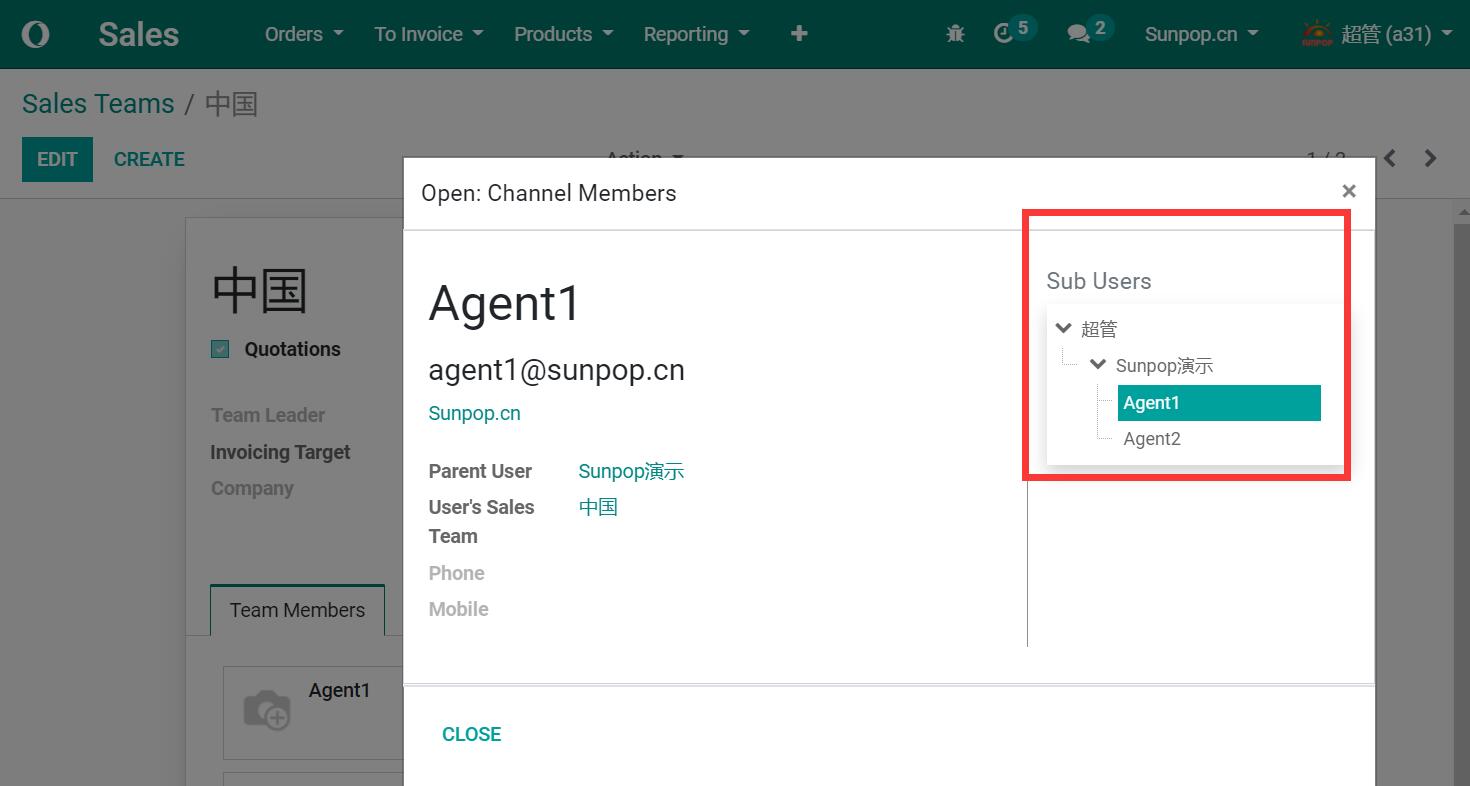 Sales Orders To Invoice Products Reporting + 5 2 Sunpop.cn SUNPOP 超管 (a31)
Sales Teams / 中国
EDIT CREATE Action 1 / 2
Open: Channel Members ×
中国
Quotations
Team Leader
Invoicing Target
Company
Team Members
Agent1
Agent1
agent1@sunpop.cn
Sunpop.cn
Parent User Sunpop演示
User's Sales Team 中国
Phone
Mobile
Sub Users
超管
Sunpop演示
Agent1
Agent2
CLOSE